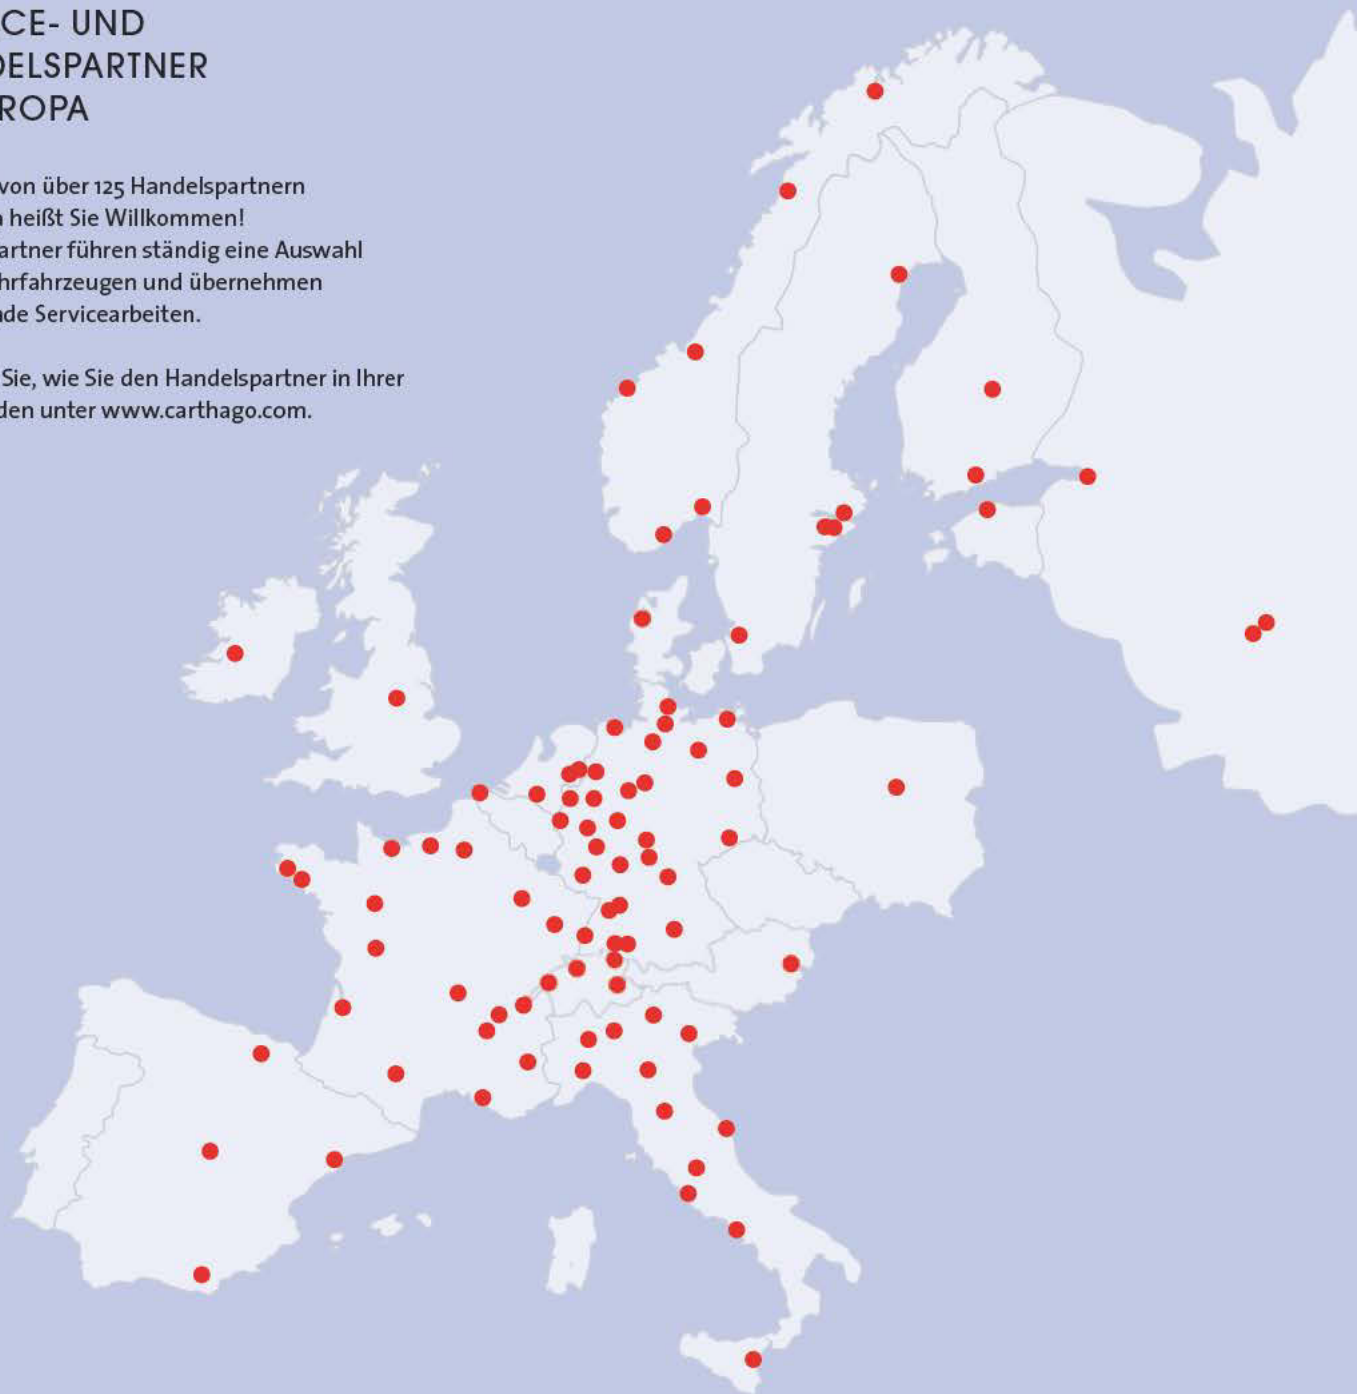 CE- UND
DELSPARTNER
ROPA
von über 125 Handelspartnern
n heißt Sie Willkommen!
artner führen ständig eine Auswahl
hrfahrzeugen und übernehmen
nde Servicearbeiten.
Sie, wie Sie den Handelspartner in Ihrer
den unter www.carthago.com.